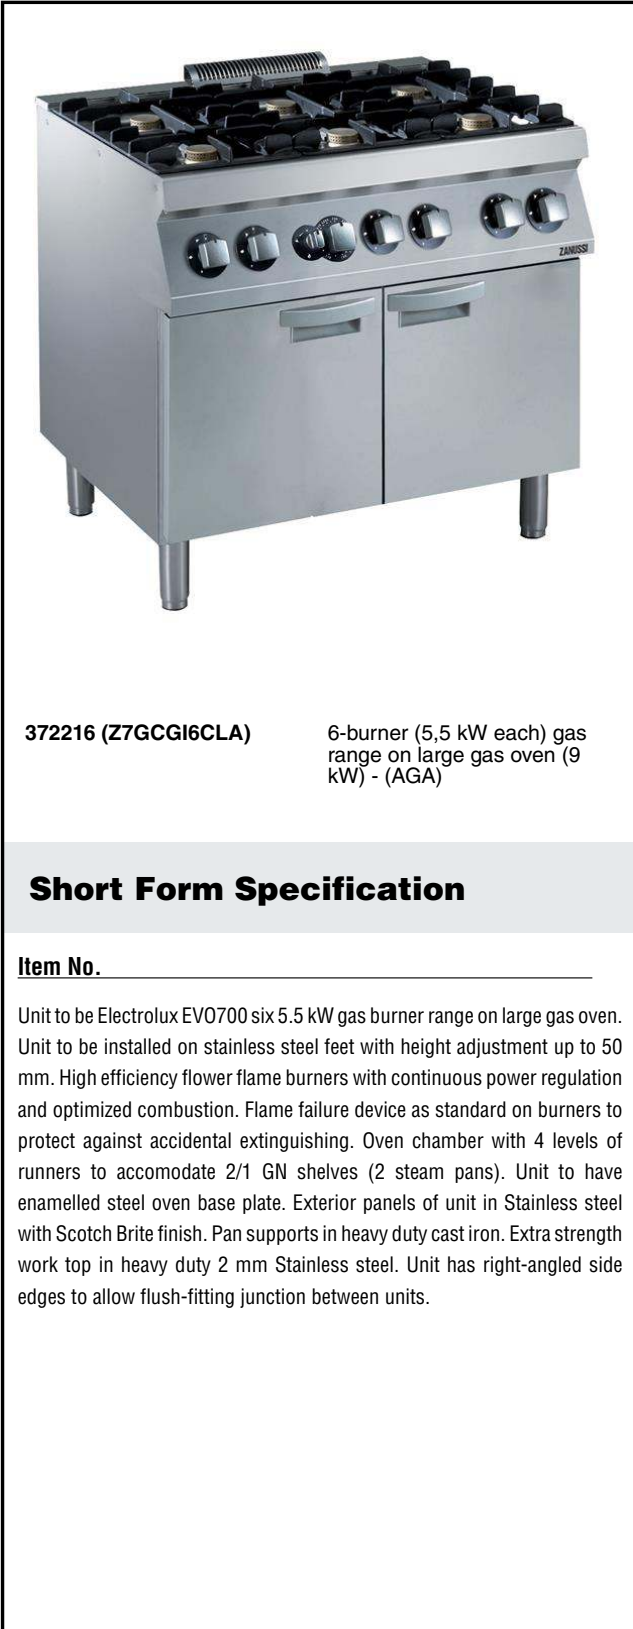 ZANUSSI
372216 (Z7GCGI6CLA)
6-burner (5,5 kW each) gas
range on large gas oven (9
kW) - (AGA)
Short Form Specification
Item No.
Unit to be Electrolux EVO700 six 5.5 kW gas burner range on large gas oven.
Unit to be installed on stainless steel feet with height adjustment up to 50
mm. High efficiency flower flame burners with continuous power regulation
and optimized combustion. Flame failure device as standard on burners to
protect against accidental extinguishing. Oven chamber with 4 levels of
runners to accomodate 2/1 GN shelves (2 steam pans). Unit to have
enamelled steel oven base plate. Exterior panels of unit in Stainless steel
with Scotch Brite finish. Pan supports in heavy duty cast iron. Extra strength
work top in heavy duty 2 mm Stainless steel. Unit has right-angled side
edges to allow flush-fitting junction between units.